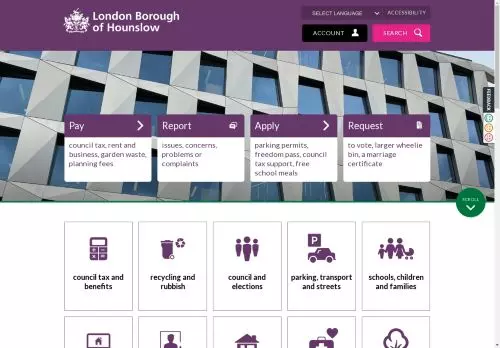 London Borough
of Hounslow
SELECT LANGUAGE
ACCESSIBILITY
ACCOUNT
SEARCH
FEEDBACK
Pay
council tax, rent and
business, garden waste,
planning fees
Report
issues, concerns,
problems or
complaints
Apply
parking permits,
freedom pass, council
tax support, free
school meals
Request
to vote, larger wheelie
bin, a marriage
certificate
SCROLL
council tax and
benefits
recycling and
rubbish
council and
elections
P
parking, transport
and streets
schools, children
and families